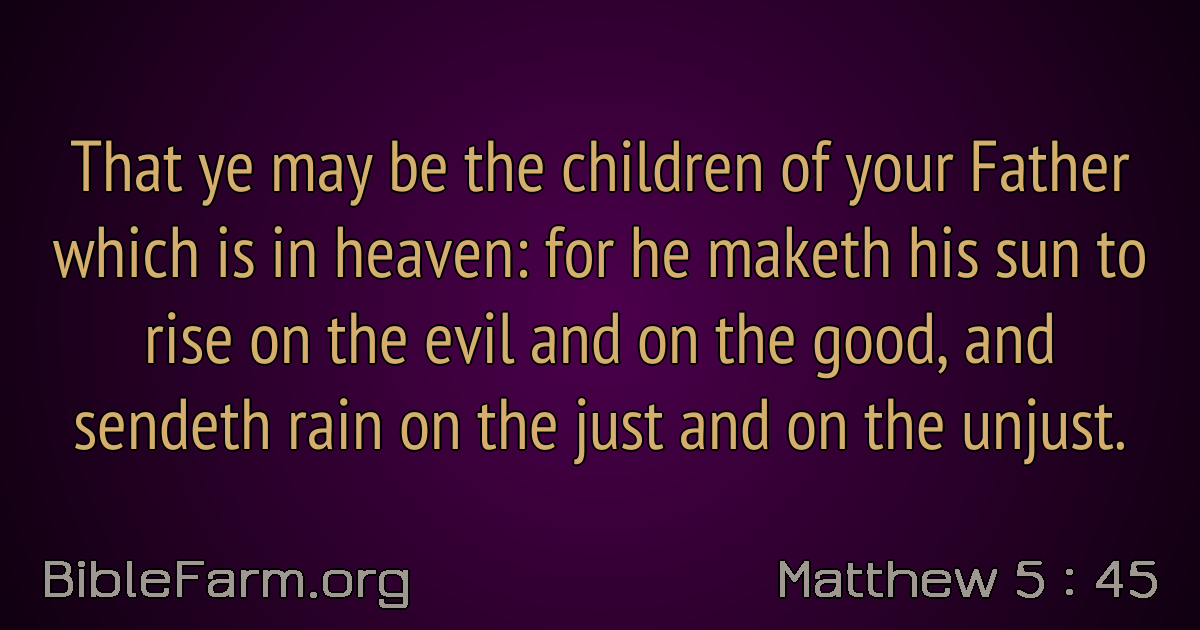 That ye may be the children of your Father
which is in heaven: for he maketh his sun to
rise on the evil and on the good, and
sendeth rain on the just and on the unjust.
BibleFarm.org
Matthew 5 : 45